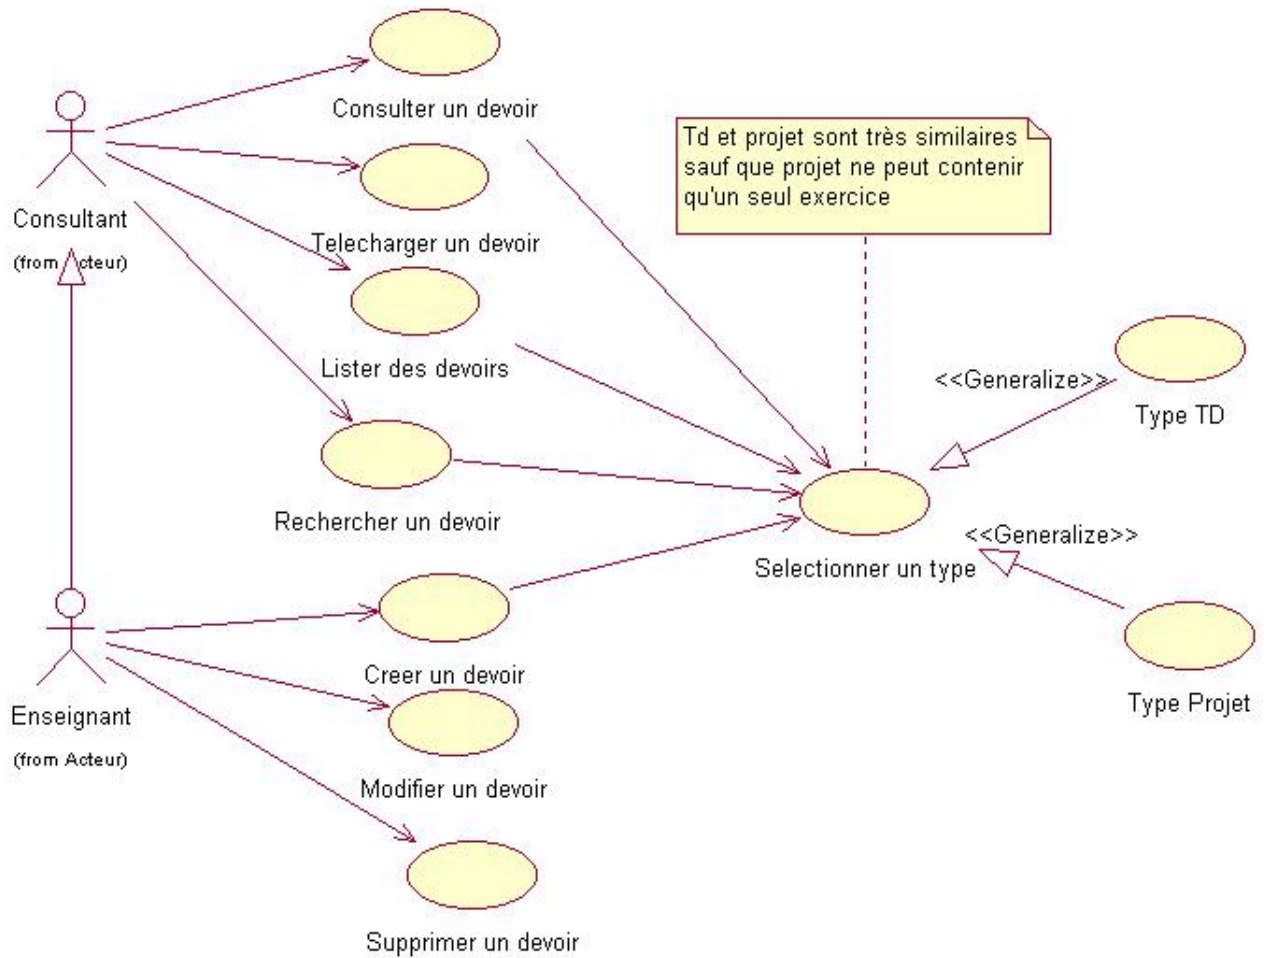 Consulter un devoir
Td et projet sont très similaires
sauf que projet ne peut contenir
qu'un seul exercice
Consultant
(from Acteur)
Telecharger un devoir
Lister des devoirs
<<Generalize>>
Type TD
Rechercher un devoir
<<Generalize>>
Selectionner un type
Creer un devoir
Type Projet
Enseignant
(from Acteur)
Modifier un devoir
Supprimer un devoir